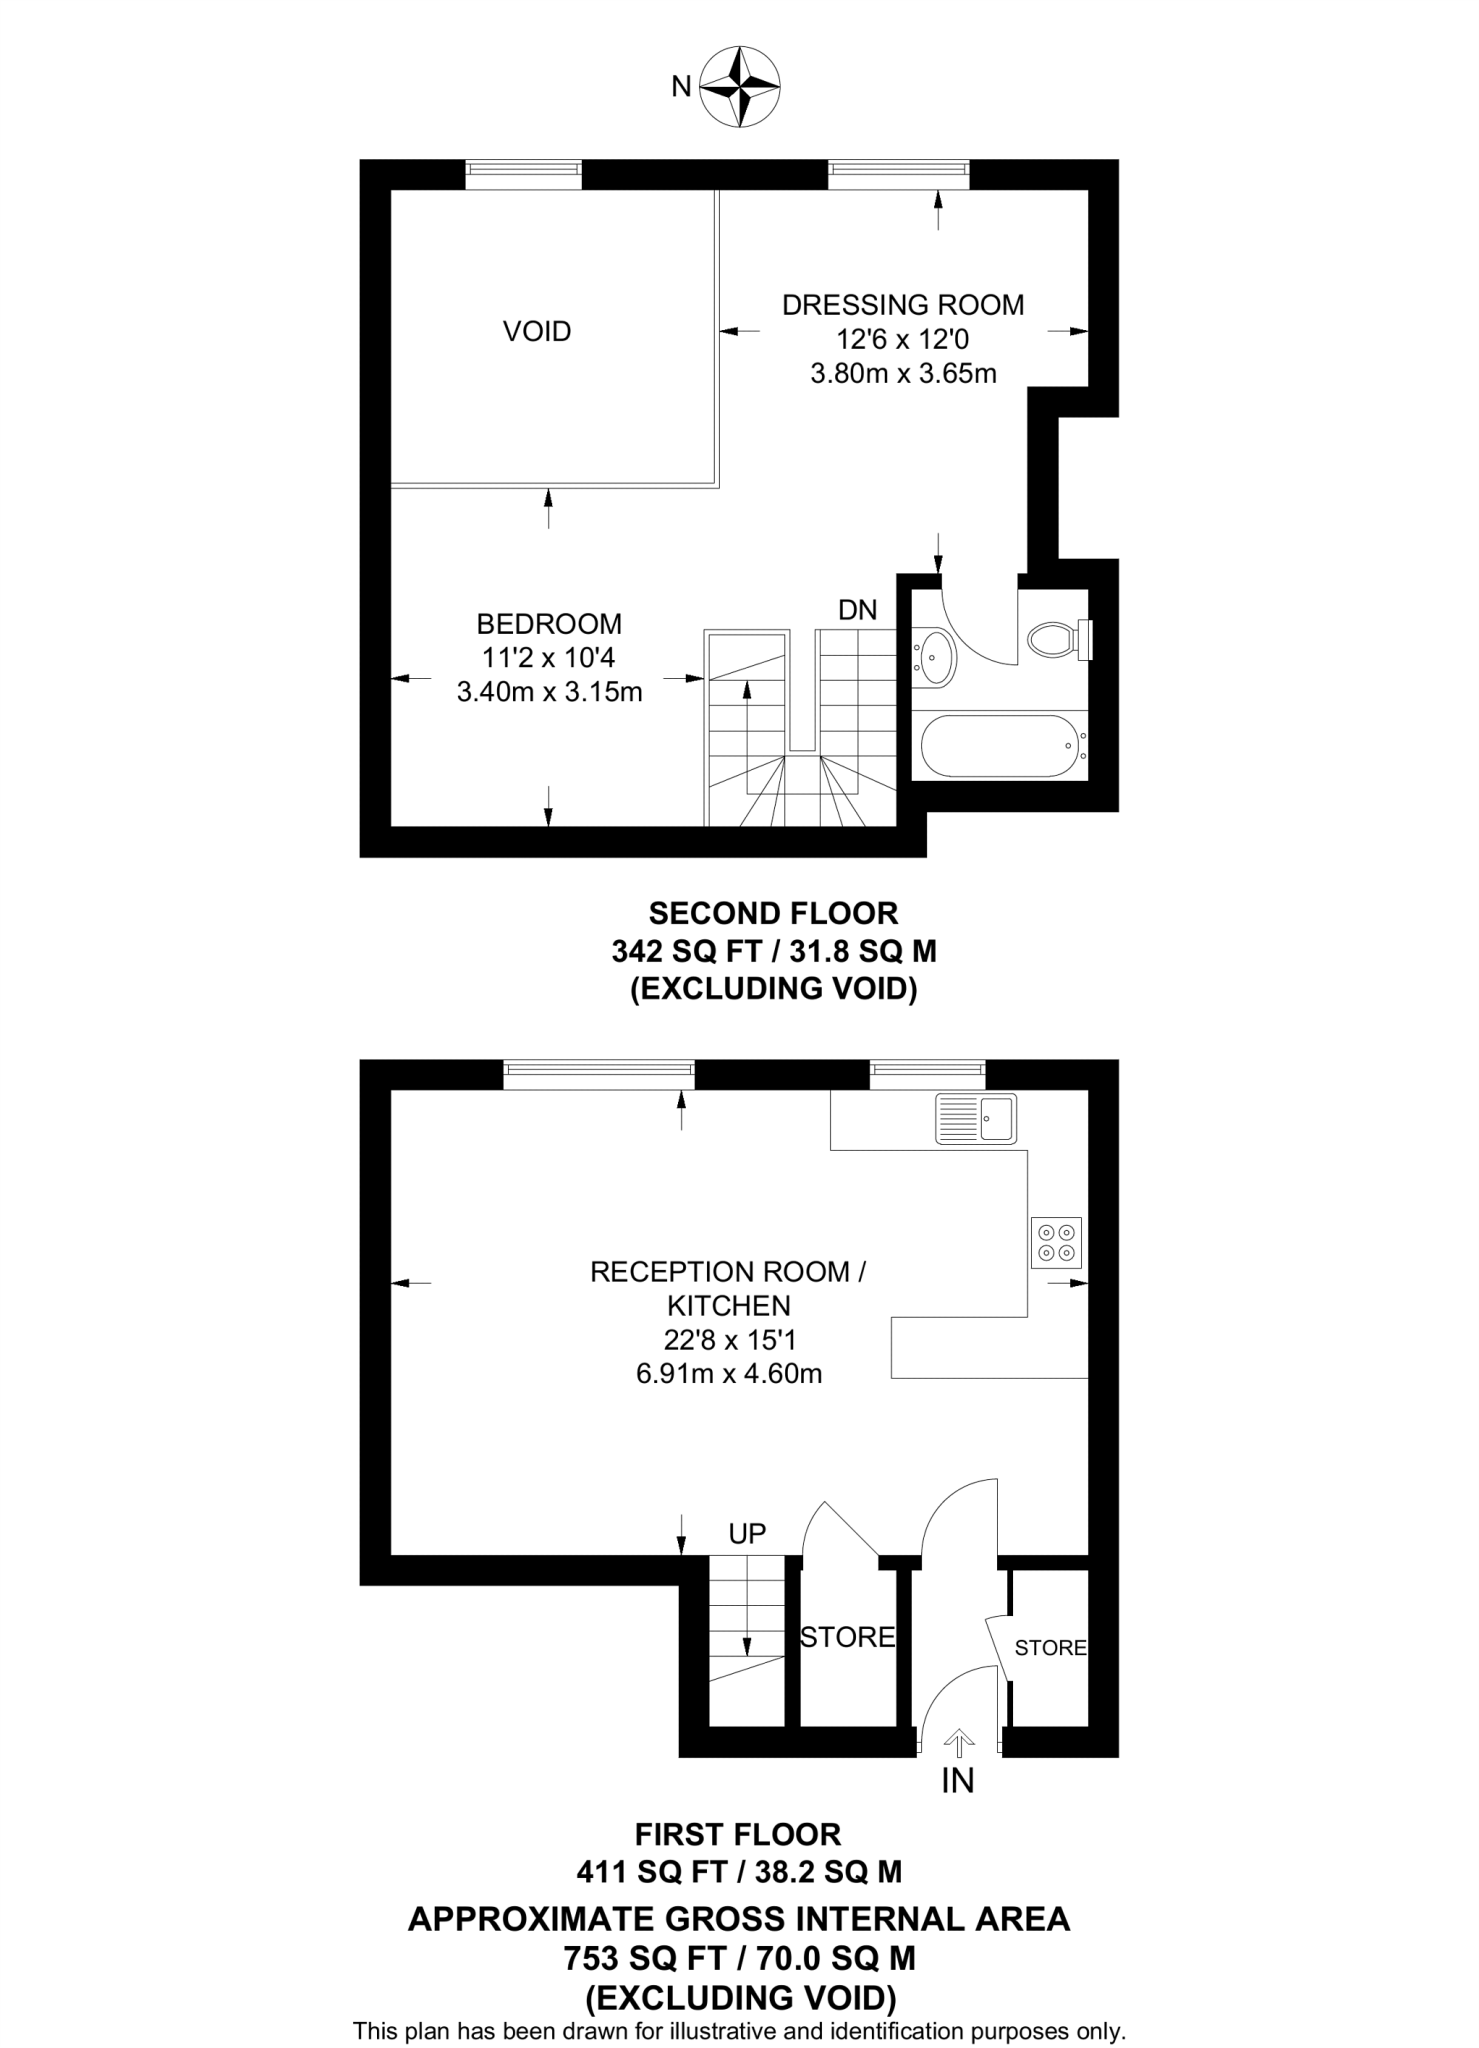 N
VOID
DRESSING ROOM
12'6 x 12'0
3.80m x 3.65m
BEDROOM
11'2 x 10'4
3.40m x 3.15m
DN
SECOND FLOOR
342 SQ FT / 31.8 SQ M
(EXCLUDING VOID)
RECEPTION ROOM /
KITCHEN
22'8 x 15'1
6.91m x 4.60m
UP
STORE
STORE
IN
FIRST FLOOR
411 SQ FT / 38.2 SQ M
APPROXIMATE GROSS INTERNAL AREA
753 SQ FT / 70.0 SQ M
(EXCLUDING VOID)
This plan has been drawn for illustrative and identification purposes only.